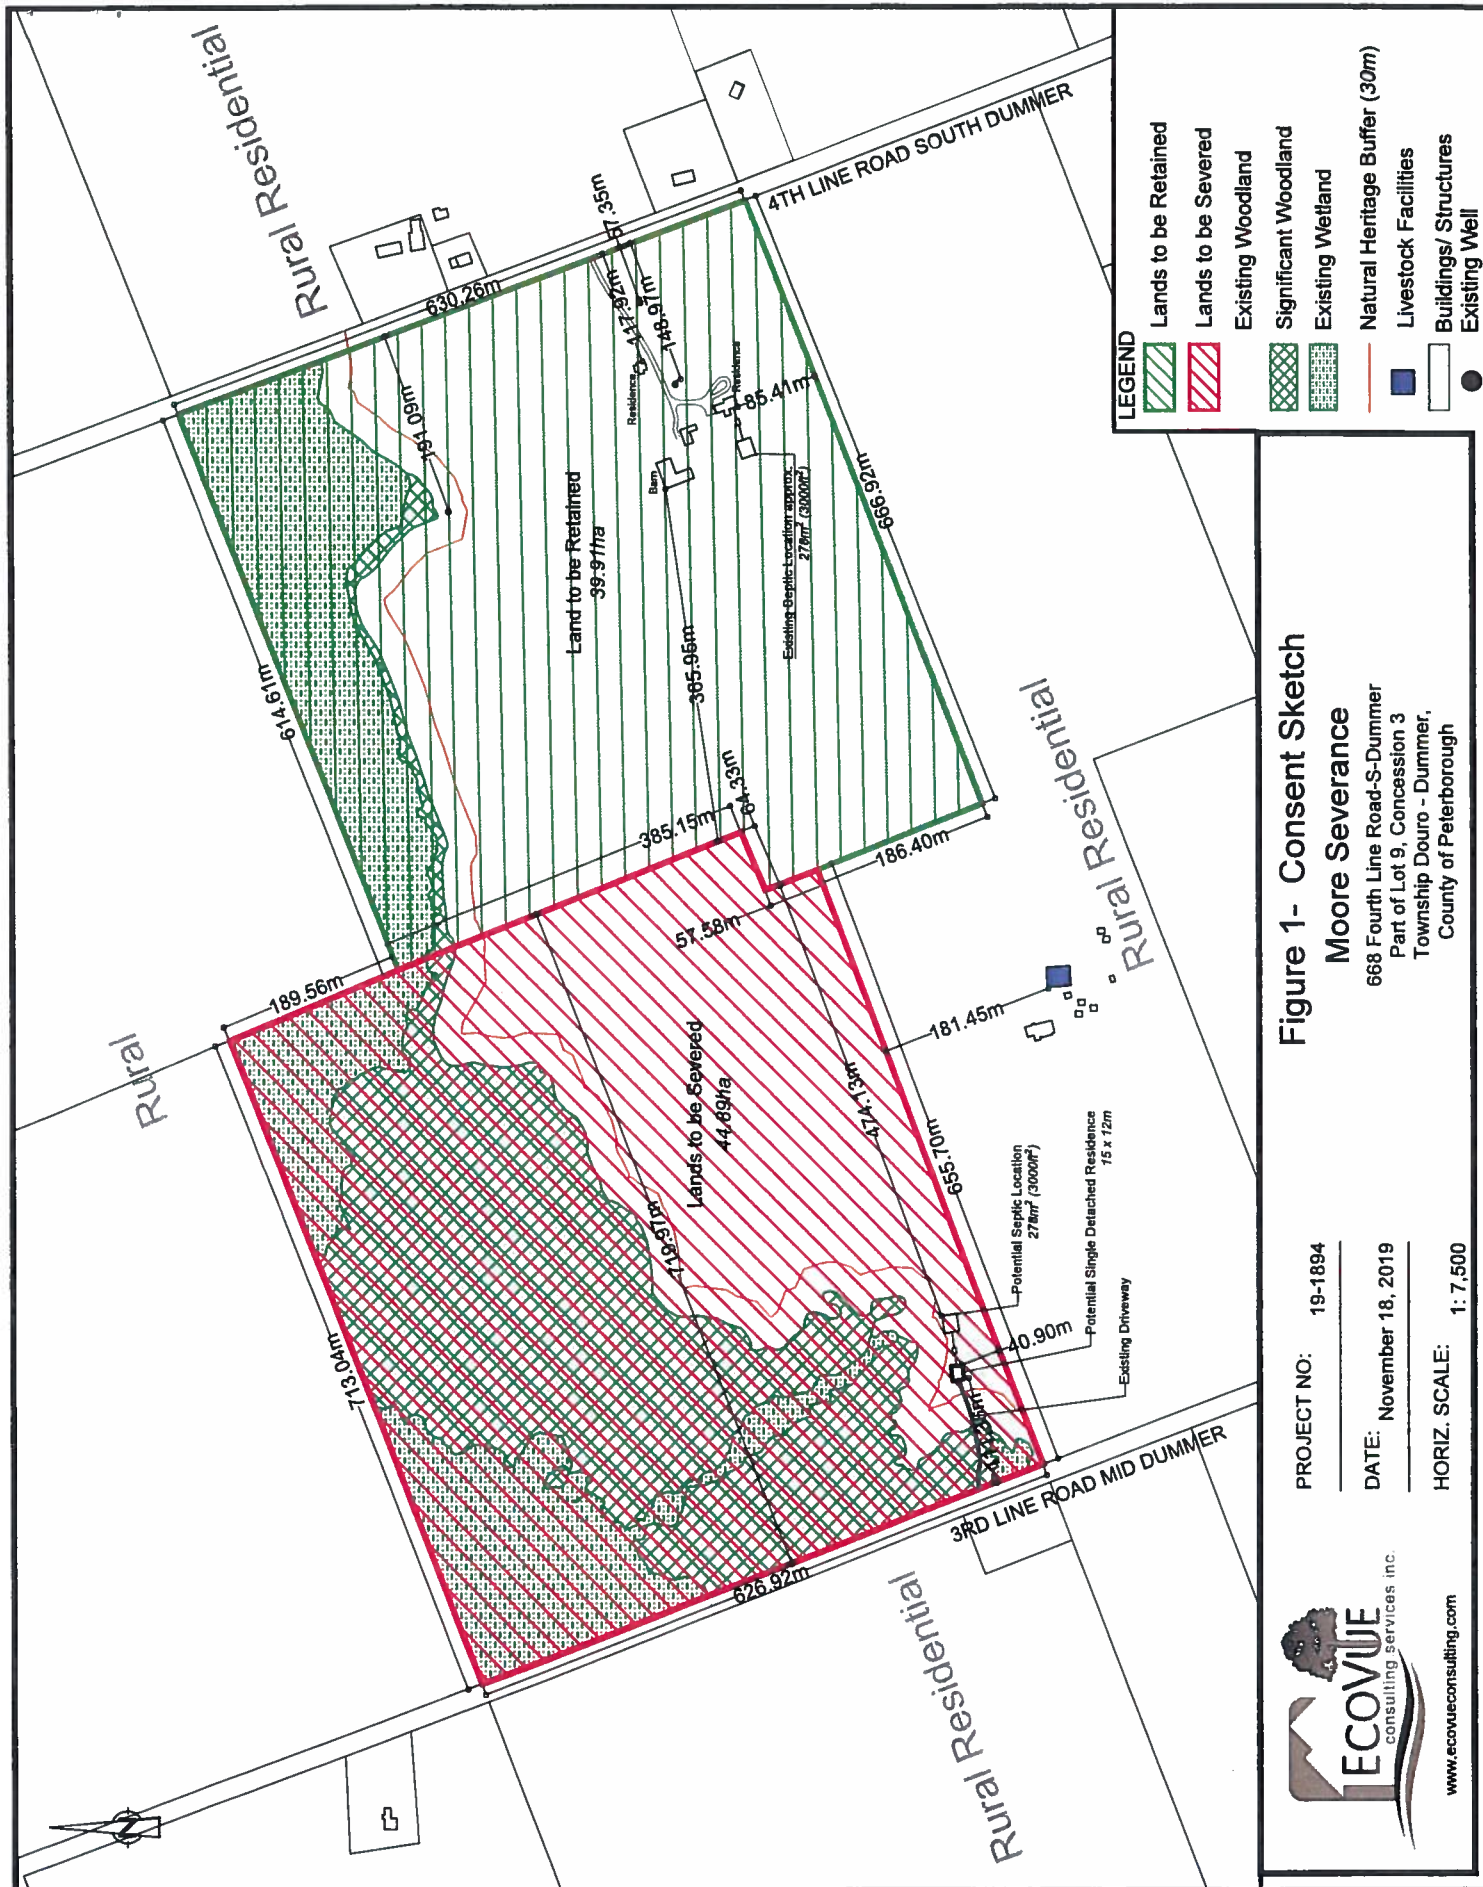 Rural Residential
Rural
Rural Residential
Rural Residential
614.61m
630.26m
191.09m
57.35m
117.92m
148.97m
4TH LINE ROAD SOUTH DUMMER
Residence
Residence
85.41m
Barn
Land to be Retained
39.91ha
Existing Septic Location approx.
278m² (3000ft²)
666.92m
365.95m
64.33m
385.15m
186.40m
57.58m
189.56m
713.04m
719.97m
Lands to be Severed
44.89ha
474.13m
655.70m
181.45m
40.90m
626.92m
3RD LINE ROAD MID DUMMER
Potential Septic Location
278m² (3000ft²)
Potential Single Detached Residence
15 x 12m
Existing Driveway
N
LEGEND
Lands to be Retained
Lands to be Severed
Existing Woodland
Significant Woodland
Existing Wetland
Natural Heritage Buffer (30m)
Livestock Facilities
Buildings/ Structures
Existing Well
Figure 1- Consent Sketch
Moore Severance
668 Fourth Line Road-S-Dummer
Part of Lot 9, Concession 3
Township Douro - Dummer,
County of Peterborough
PROJECT NO: 19-1894
DATE: November 18, 2019
HORIZ. SCALE: 1: 7,500
ECOVUE
consulting services inc.
www.ecovueconsulting.com